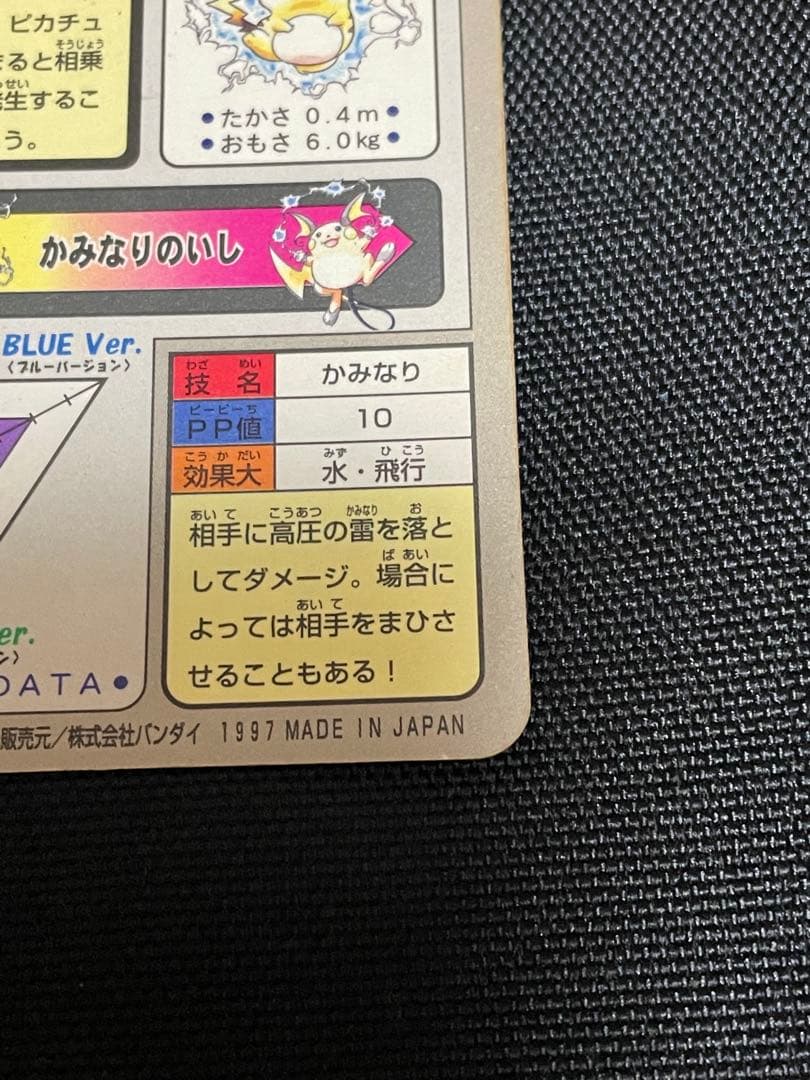 ピカチュ
まると相乗
そうじょう
発生するこ
せい
う。
●たかさ 0.4m●
●おもさ 6.0kg●
かみなりのいし
BLUE Ver.
〈ブルーバージョン〉
わざ めい
技 名
かみなり
ピーピーち
PP値
10
こうかだい
効果大
みず ひこう
水・飛行
あいて こうあつ かみなり お
相手に高圧の雷を落と
ばあい
してダメージ。場合に
あいて
よっては相手をまひさ
せることもある!
er.
DATA●
販売元/株式会社バンダイ 1997 MADE IN JAPAN